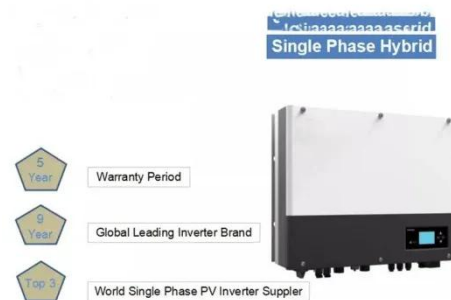 Single Phase Hybrid
5
Year
Warranty Period
9
Year
Global Leading Inverter Brand
Top 3
World Single Phase PV Inverter Suppler